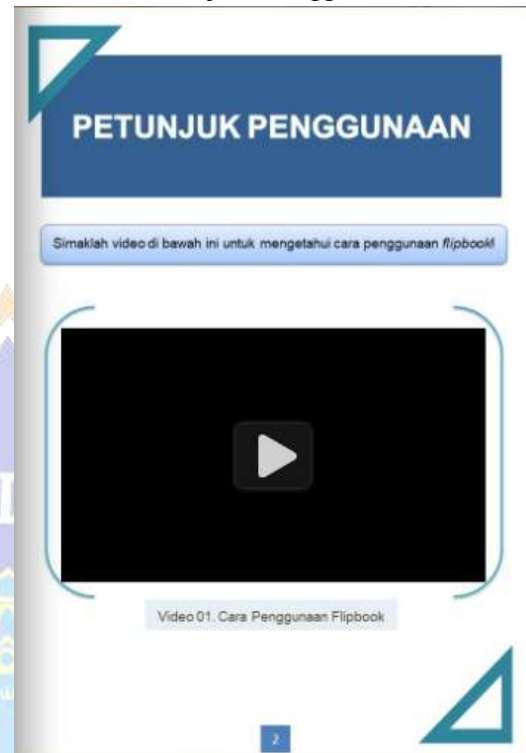 PETUNJUK PENGGUNAAN
Simaklah video di bawah ini untuk mengetahui cara penggunaan flipbook!
Video 01. Cara Penggunaan Flipbook
2